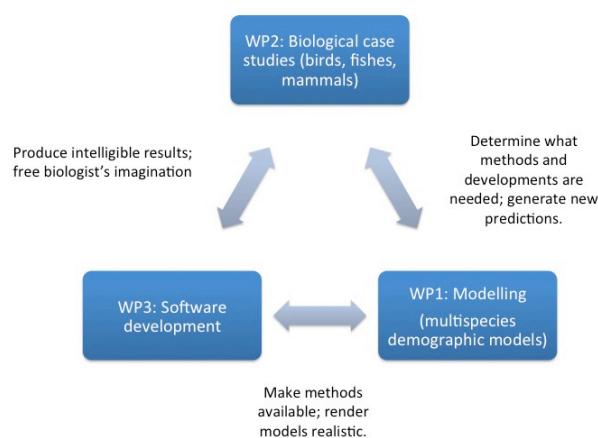 WP2: Biological case
studies (birds, fishes,
mammals)
Produce intelligible results;
free biologist's imagination
Determine what
methods and
developments are
needed; generate new
predictions.
WP3: Software
development
WP1: Modelling
(multispecies
demographic models)
Make methods
available; render
models realistic.